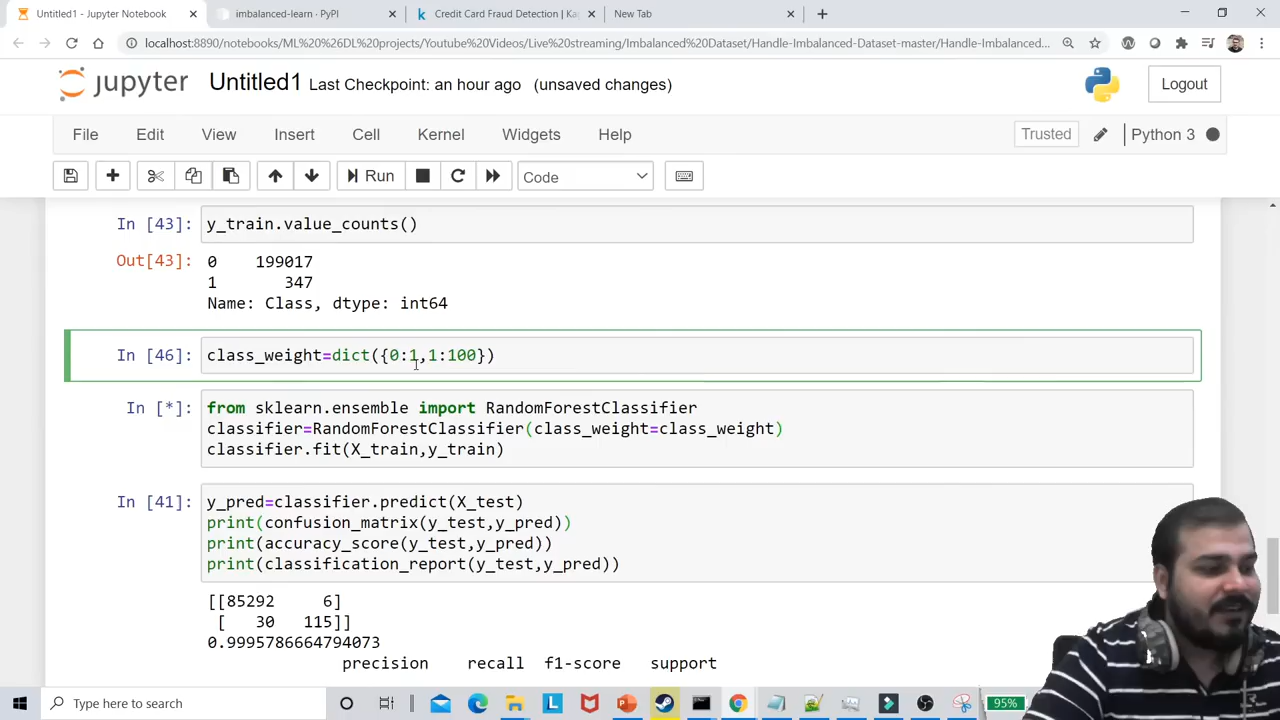 Untitled1 - Jupyter Notebook
imbalanced-learn · PyPI
Credit Card Fraud Detection | Ka
New Tab
localhost:8890/notebooks/ML%20%26%20DL%20projects/Youtube%20Videos/Live%20streaming/Imbalanced%20Dataset/Handle-Imbalanced-Dataset-master/Handle-Imbalanced...
jupyter Untitled1 Last Checkpoint: an hour ago (unsaved changes)
Logout
File Edit View Insert Cell Kernel Widgets Help
Trusted
Python 3
Run
Code
In [43]: y_train.value_counts()
Out[43]: 0 199017
1 347
Name: Class, dtype: int64
In [46]: class_weight=dict({0:1,1:100})
In [*]: from sklearn.ensemble import RandomForestClassifier
classifier=RandomForestClassifier(class_weight=class_weight)
classifier.fit(X_train,y_train)
In [41]: y_pred=classifier.predict(X_test)
print(confusion_matrix(y_test,y_pred))
print(accuracy_score(y_test,y_pred))
print(classification_report(y_test,y_pred))
[[85292 6]
[ 30 115]]
0.9995786664794073
precision recall f1-score support
Type here to search
95%